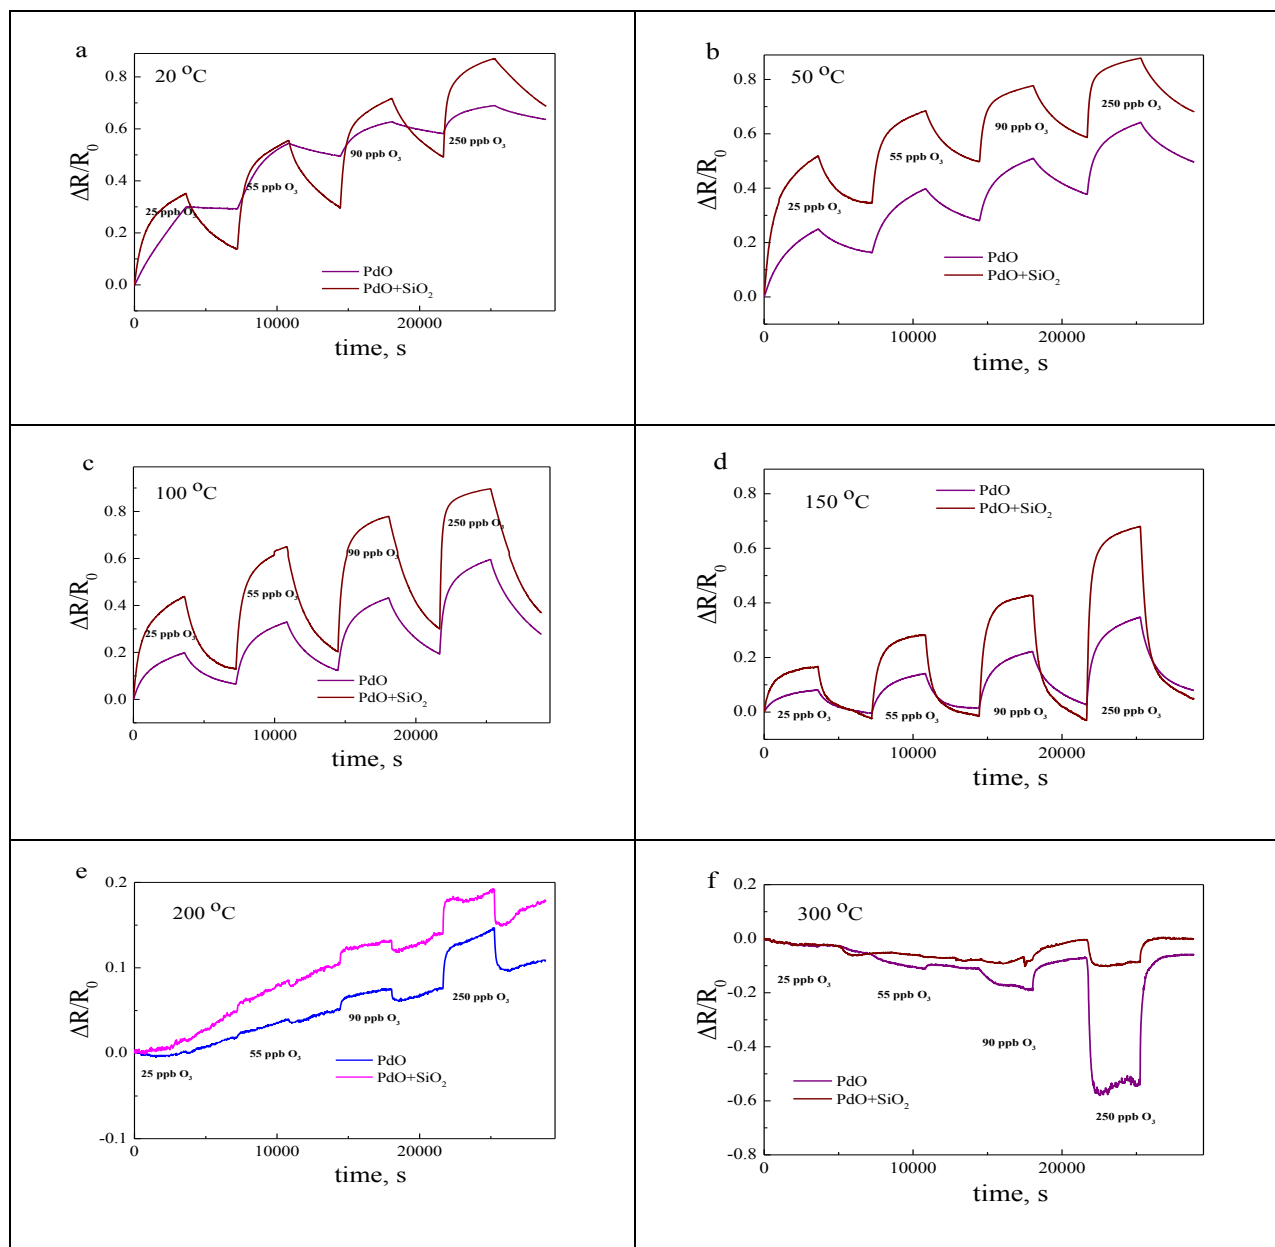 a
20 °C
0.8
0.6
0.4
0.2
0.0
ΔR/R₀
25 ppb O₃
55 ppb O₃
90 ppb O₃
250 ppb O₃
PdO
PdO+SiO₂
0 10000 20000
time, s
b
50 °C
0.8
0.6
0.4
0.2
0.0
ΔR/R₀
25 ppb O₃
55 ppb O₃
90 ppb O₃
250 ppb O₃
PdO
PdO+SiO₂
0 10000 20000
time, s
c
100 °C
0.8
0.6
0.4
0.2
0.0
ΔR/R₀
25 ppb O₃
55 ppb O₃
90 ppb O₃
250 ppb O₃
PdO
PdO+SiO₂
0 10000 20000
time, s
d
150 °C
PdO
PdO+SiO₂
0.8
0.6
0.4
0.2
0.0
ΔR/R₀
25 ppb O₃
55 ppb O₃
90 ppb O₃
250 ppb O₃
0 10000 20000
time, s
e
200 °C
0.2
0.1
0.0
-0.1
ΔR/R₀
25 ppb O₃
55 ppb O₃
90 ppb O₃
250 ppb O₃
PdO
PdO+SiO₂
0 10000 20000
time, s
f
300 °C
0.2
0.0
-0.2
-0.4
-0.6
-0.8
ΔR/R₀
25 ppb O₃
55 ppb O₃
90 ppb O₃
250 ppb O₃
PdO
PdO+SiO₂
0 10000 20000
time, s